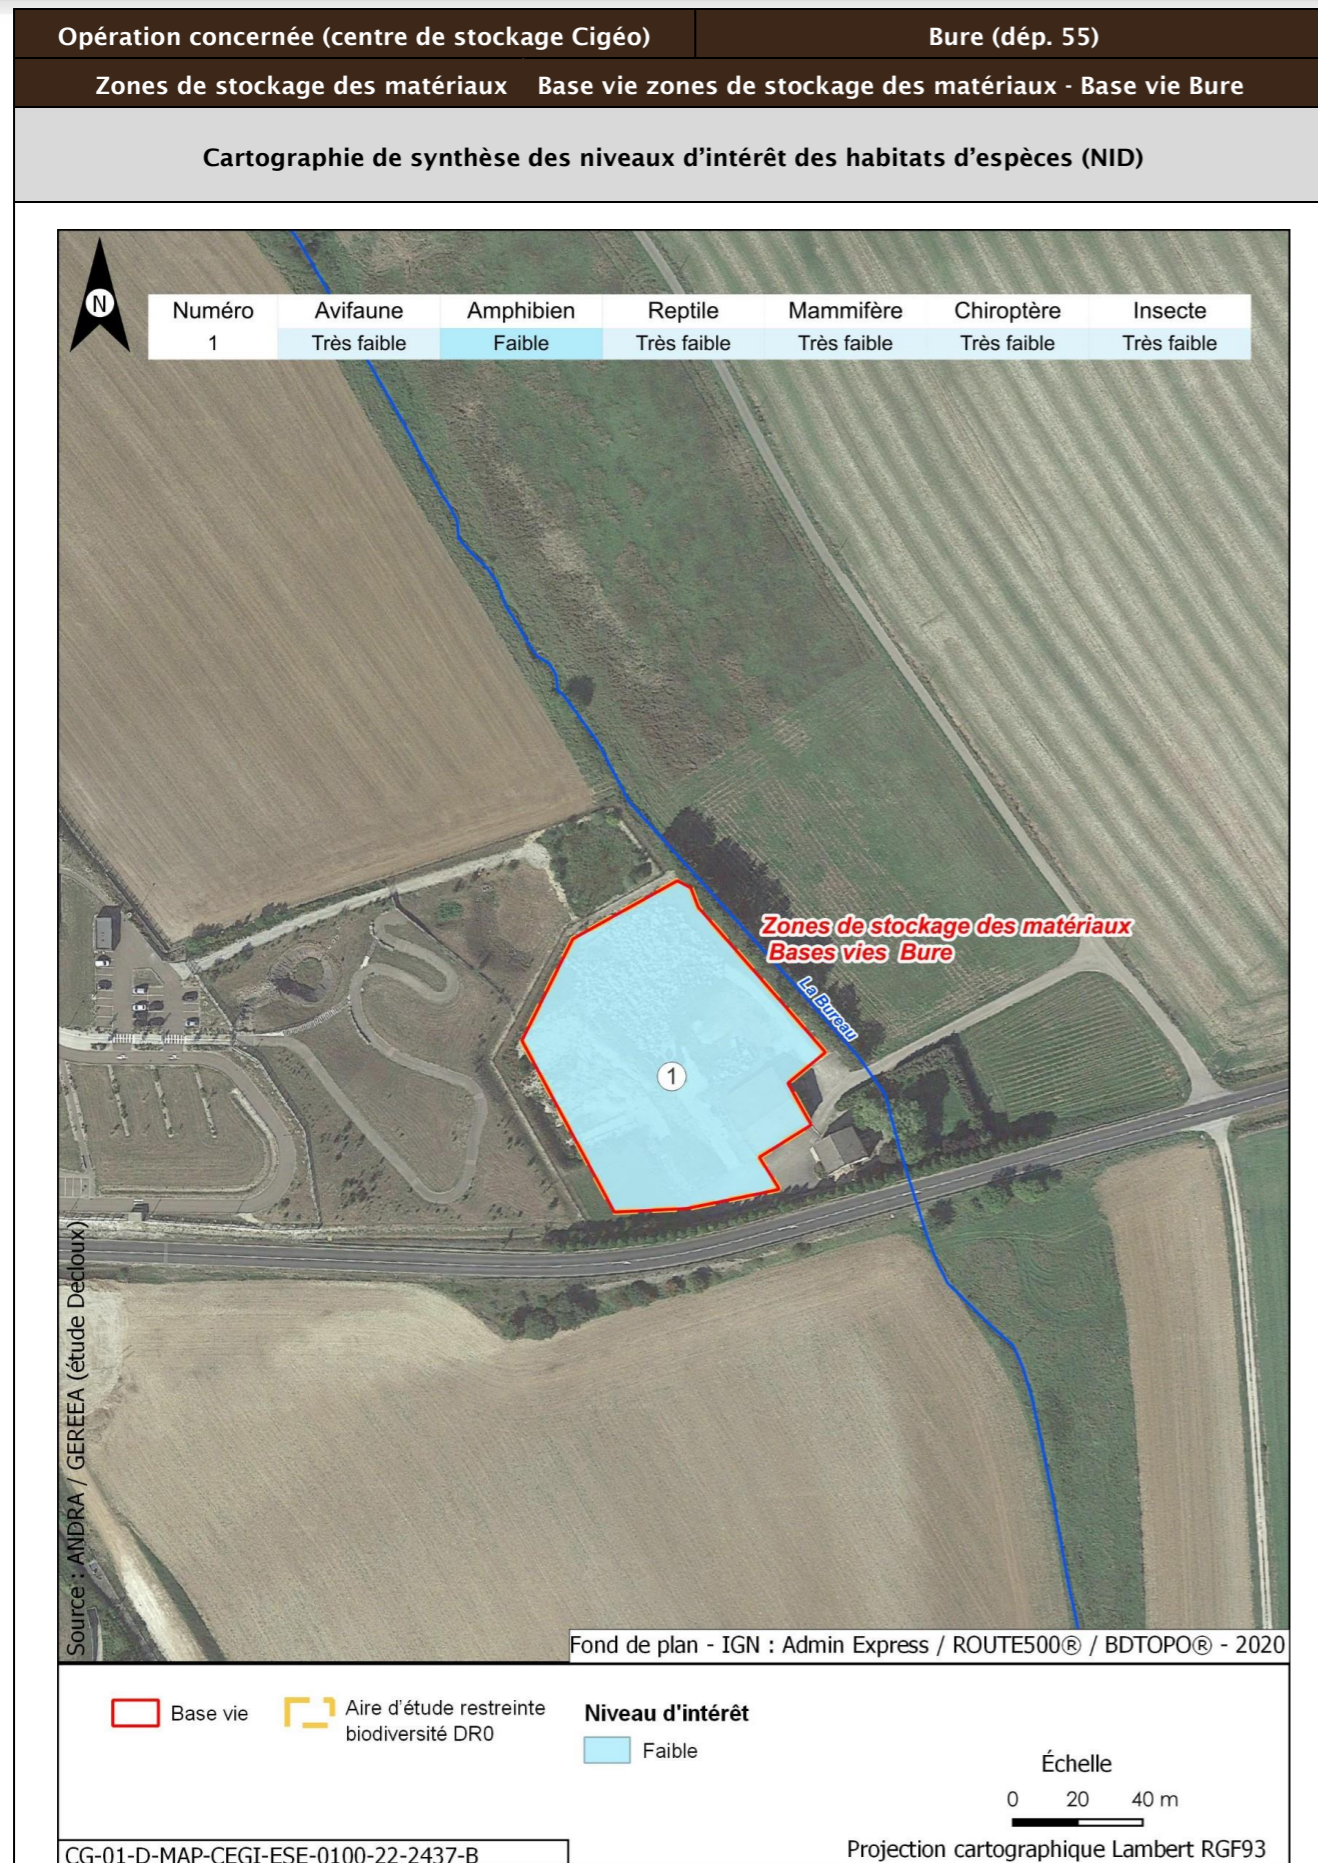 Opération concernée (centre de stockage Cigéo)
Bure (dép. 55)
Zones de stockage des matériaux
Base vie zones de stockage des matériaux - Base vie Bure
Cartographie de synthèse des niveaux d'intérêt des habitats d'espèces (NID)
N
Numéro Avifaune Amphibien Reptile Mammifère Chiroptère Insecte
1 Très faible Faible Très faible Très faible Très faible Très faible
Zones de stockage des matériaux
Bases vies Bure
La Bureau
1
Source : ANDRA / GEREEA (étude Decloux)
Fond de plan - IGN : Admin Express / ROUTE500® / BDTOPO® - 2020
Base vie
Aire d'étude restreinte
biodiversité DR0
Niveau d'intérêt
Faible
Échelle
0 20 40 m
Projection cartographique Lambert RGF93
CG-01-D-MAP-CEGI-ESE-0100-22-2437-B